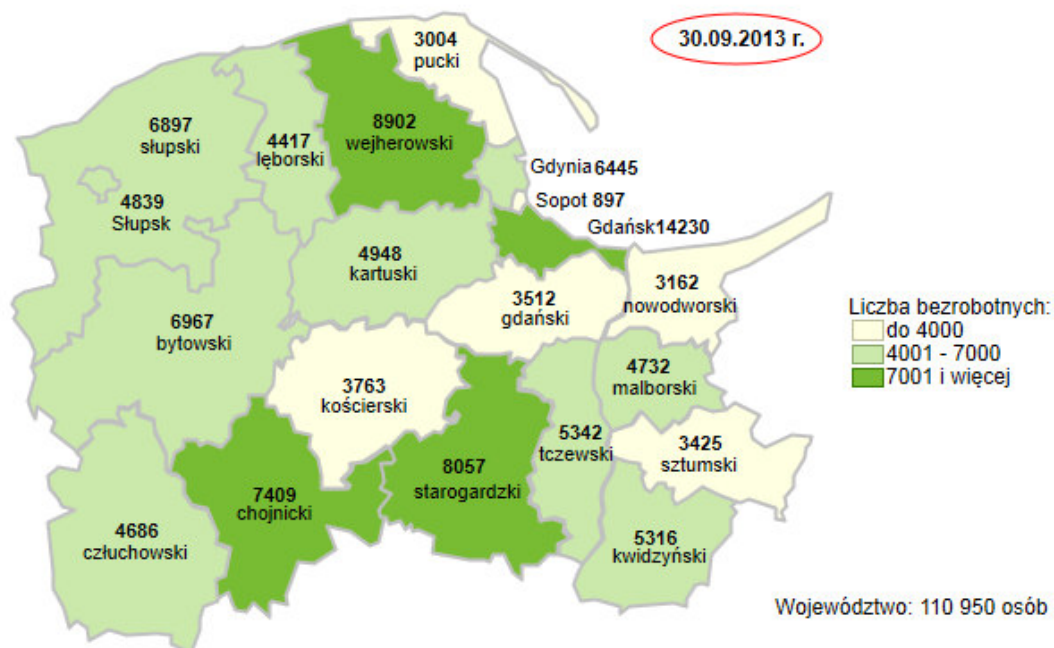 30.09.2013 r.
3004
pucki
8902
wejherowski
6897
słupski
4417
lęborski
Gdynia 6445
Sopot 897
Gdańsk 14230
4839
Słupsk
4948
kartuski
3162
nowodworski
3512
gdański
6967
bytowski
Liczba bezrobotnych:
do 4000
4001 - 7000
7001 i więcej
4732
malborski
3763
kościerski
5342
tczewski
3425
sztumski
8057
starogardzki
7409
chojnicki
4686
człuchowski
5316
kwidzyński
Województwo: 110 950 osób